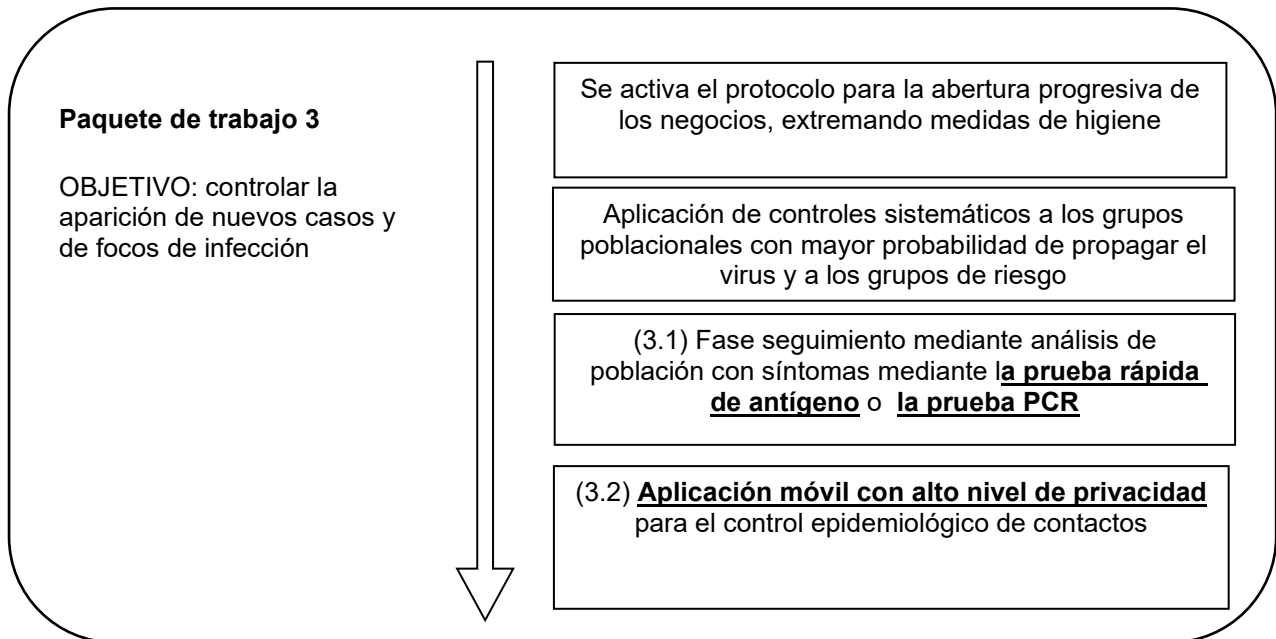 Paquete de trabajo 3
OBJETIVO: controlar la
aparición de nuevos casos y
de focos de infección
Se activa el protocolo para la abertura progresiva de
los negocios, extremando medidas de higiene
Aplicación de controles sistemáticos a los grupos
poblacionales con mayor probabilidad de propagar el
virus y a los grupos de riesgo
(3.1) Fase seguimiento mediante análisis de
población con síntomas mediante la prueba rápida
de antígeno o la prueba PCR
(3.2) Aplicación móvil con alto nivel de privacidad
para el control epidemiológico de contactos